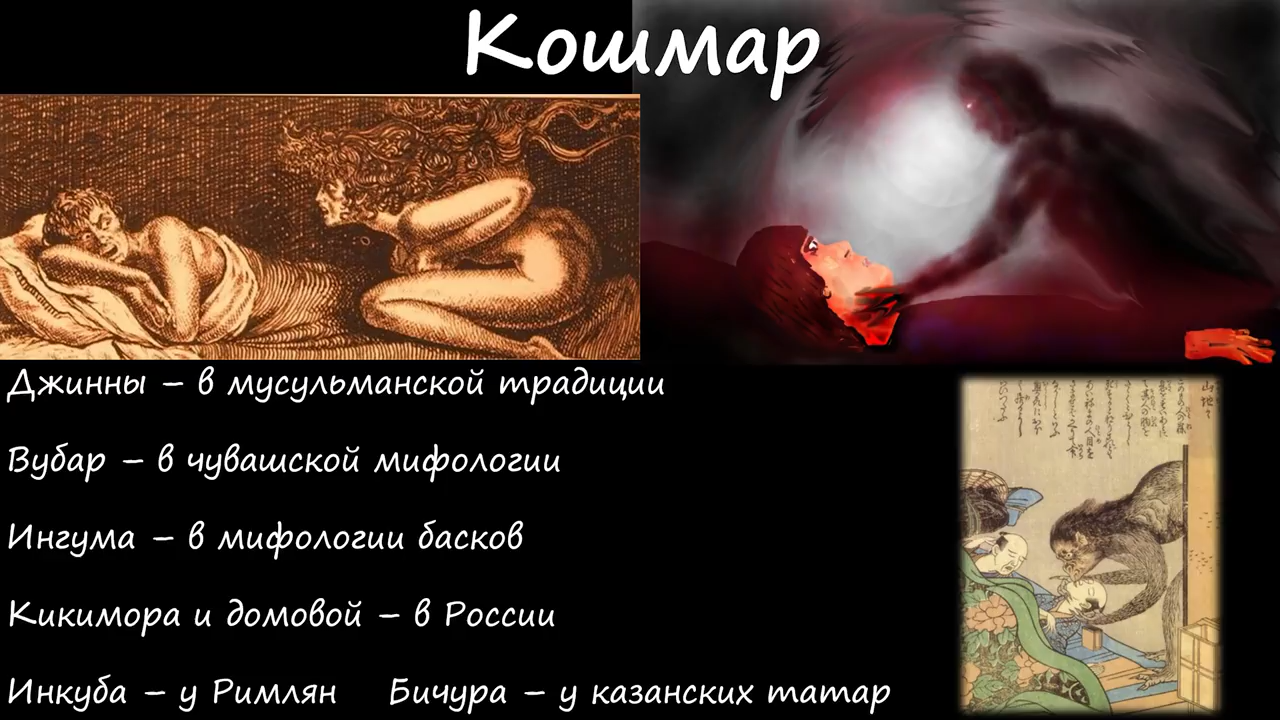 Кошмар
Джинны – в мусульманской традиции
Вубар – в чувашской мифологии
Ингума – в мифологии басков
Кикимора и домовой – в России
Инкуба – у Римлян Бичура – у казанских татар